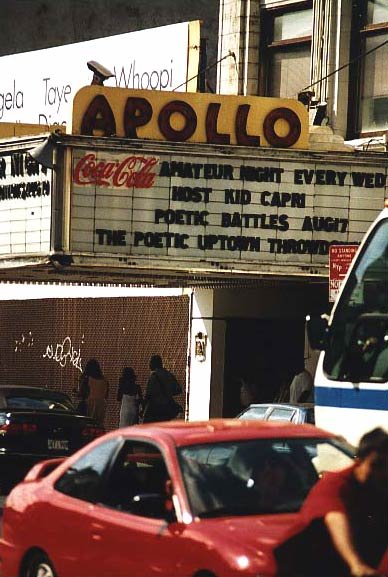 gela Taye Whoopi
APOLLO
Coca-Cola AMATEUR NIGHT EVERY WED
HOST KID CAPRI
POETIC BATTLES AUG17
THE POETIC UPTOWN THROWD
NO STANDING